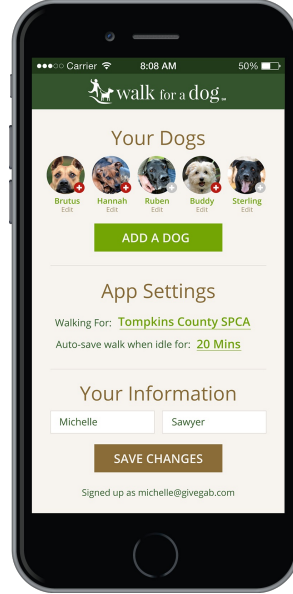 Carrier 8:08 AM 50%
walk for a dog
Your Dogs
Brutus Hannah Ruben Buddy Sterling
Edit Edit Edit Edit Edit
ADD A DOG
App Settings
Walking For: Tompkins County SPCA
Auto-save walk when idle for: 20 Mins
Your Information
Michelle Sawyer
SAVE CHANGES
Signed up as michelle@givegab.com